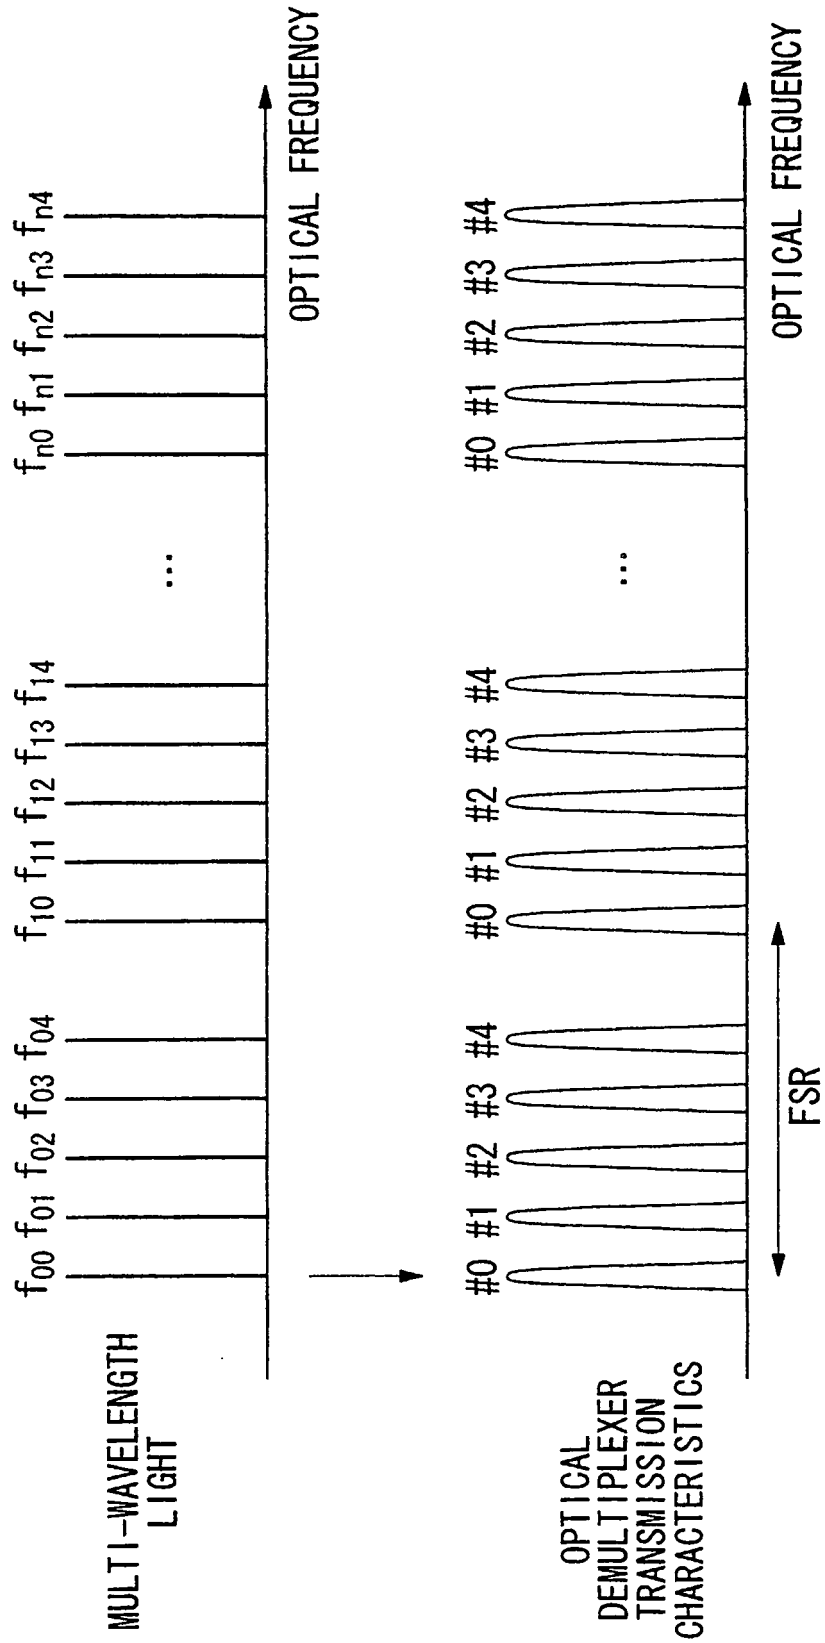 MULTI-WAVELENGTH
LIGHT
f00 f01 f02 f03 f04 f10 f11 f12 f13 f14 ... fn0 fn1 fn2 fn3 fn4
OPTICAL FREQUENCY
OPTICAL
DEMULTIPLEXER
TRANSMISSION
CHARACTERISTICS
#0 #1 #2 #3 #4 #0 #1 #2 #3 #4 ... #0 #1 #2 #3 #4
FSR
OPTICAL FREQUENCY